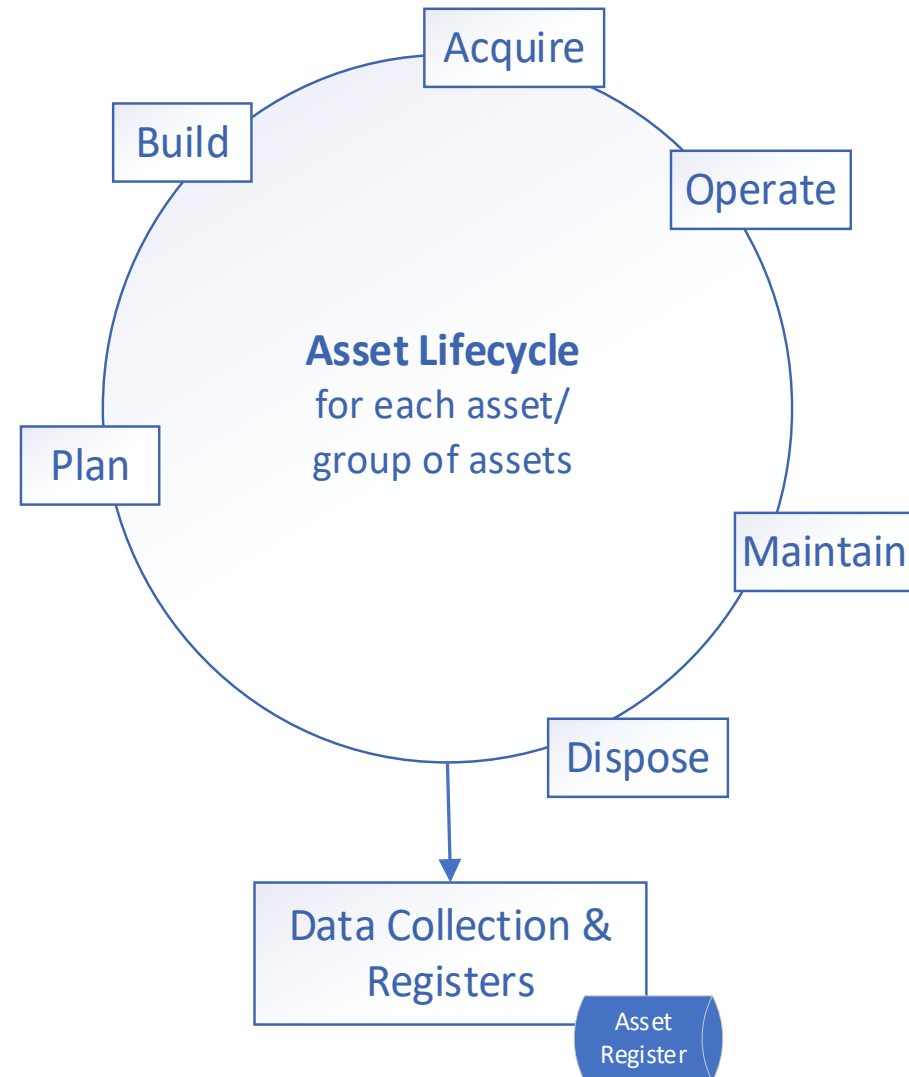 Acquire
Build
Operate
Asset Lifecycle
for each asset/
group of assets
Plan
Maintain
Dispose
Data Collection &
Registers
Asset
Register